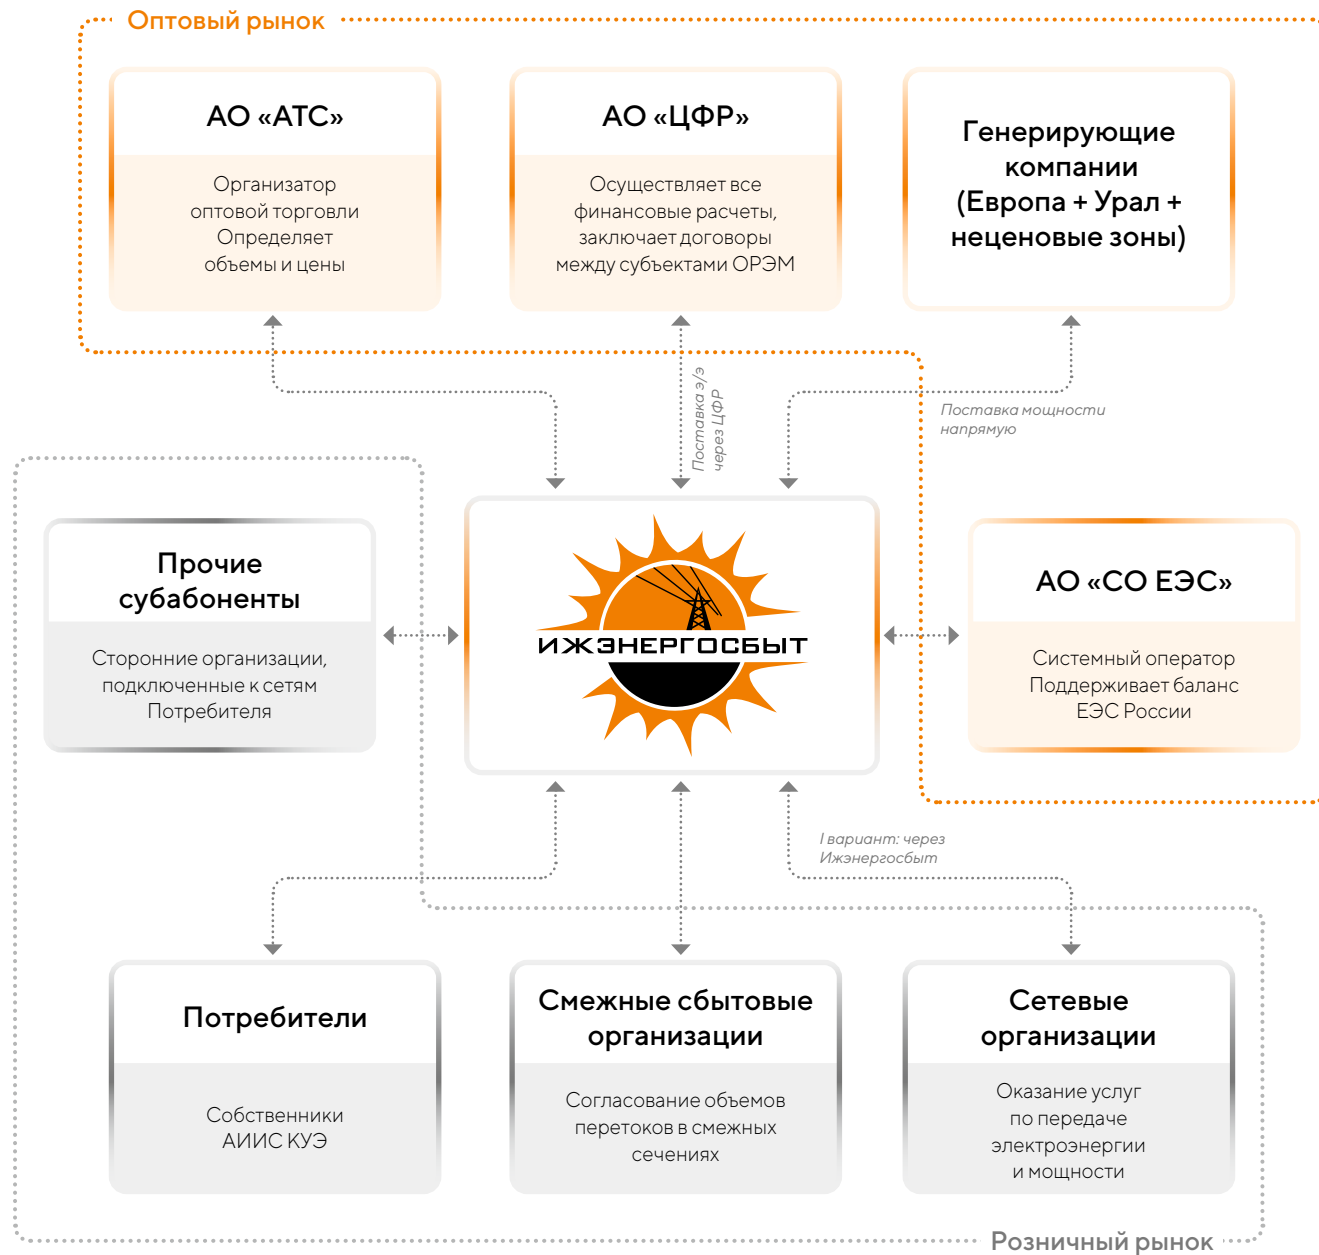 Оптовый рынок
АО «АТС»
Организатор
оптовой торговли
Определяет
объемы и цены
АО «ЦФР»
Осуществляет все
финансовые расчеты,
заключает договоры
между субъектами ОРЭМ
Генерирующие
компании
(Европа + Урал +
неценовые зоны)
Поставка э/э
через ЦФР
Поставка мощности
напрямую
Прочие
субабоненты
Сторонние организации,
подключенные к сетям
Потребителя
ИЖЭНЕРГОСБЫТ
АО «СО ЕЭС»
Системный оператор
Поддерживает баланс
ЕЭС России
I вариант: через
Ижэнергосбыт
Потребители
Собственники
АИИС КУЭ
Смежные сбытовые
организации
Согласование объемов
перетоков в смежных
сечениях
Сетевые
организации
Оказание услуг
по передаче
электроэнергии
и мощности
Розничный рынок